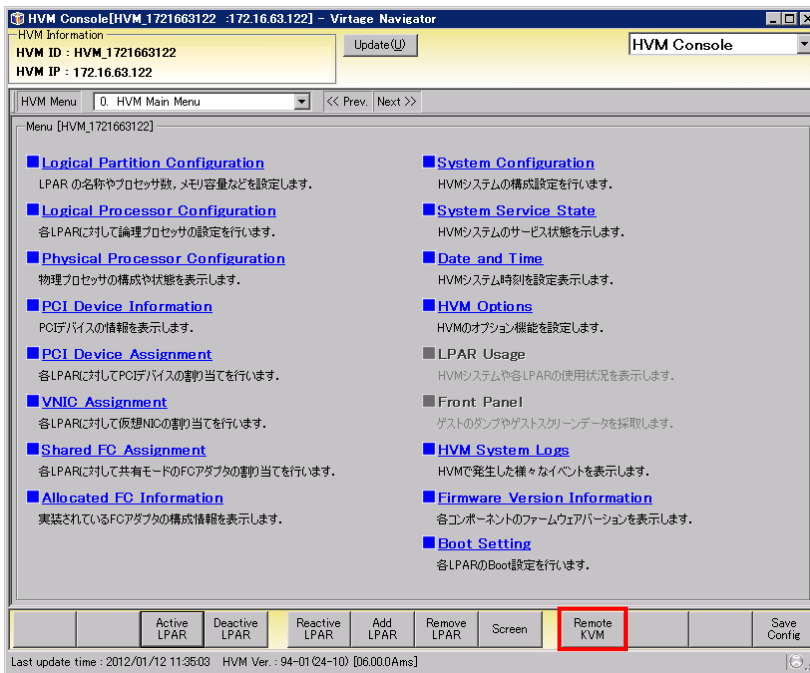 HVM Console[HVM_1721663122 :172.16.63.122] - Virtage Navigator
HVM Information
HVM ID : HVM_1721663122
HVM IP : 172.16.63.122
Update(U)
HVM Console
HVM Menu
0. HVM Main Menu
<< Prev. Next >>
Menu [HVM_1721663122]
Logical Partition Configuration
LPAR の名称やプロセッサ数, メモリ容量などを設定します.
Logical Processor Configuration
各LPARに対して論理プロセッサの設定を行います.
Physical Processor Configuration
物理プロセッサの構成や状態を表示します.
PCI Device Information
PCIデバイスの情報を表示します.
PCI Device Assignment
各LPARに対してPCIデバイスの割り当てを行います.
VNIC Assignment
各LPARに対して仮想NICの割り当てを行います.
Shared FC Assignment
各LPARに対して共有モードのFCアダプタの割り当てを行います.
Allocated FC Information
実装されているFCアダプタの構成情報を表示します.
System Configuration
HVMシステムの構成設定を行います.
System Service State
HVMシステムのサービス状態を示します.
Date and Time
HVMシステム時刻を設定表示します.
HVM Options
HVMのオプション機能を設定します.
LPAR Usage
HVMシステムや各LPARの使用状況を表示します.
Front Panel
ゲストのダンプやゲストスクリーンデータを採取します.
HVM System Logs
HVMで発生した様々なイベントを表示します.
Firmware Version Information
各コンポーネントのファームウェアバージョンを表示します.
Boot Setting
各LPARのBoot設定を行います.
Active LPAR
Deactive LPAR
Reactive LPAR
Add LPAR
Remove LPAR
Screen
Remote KVM
Save Config
Last update time : 2012/01/12 11:35:03 HVM Ver. : 94-01(24-10) [06.00.0Ams]